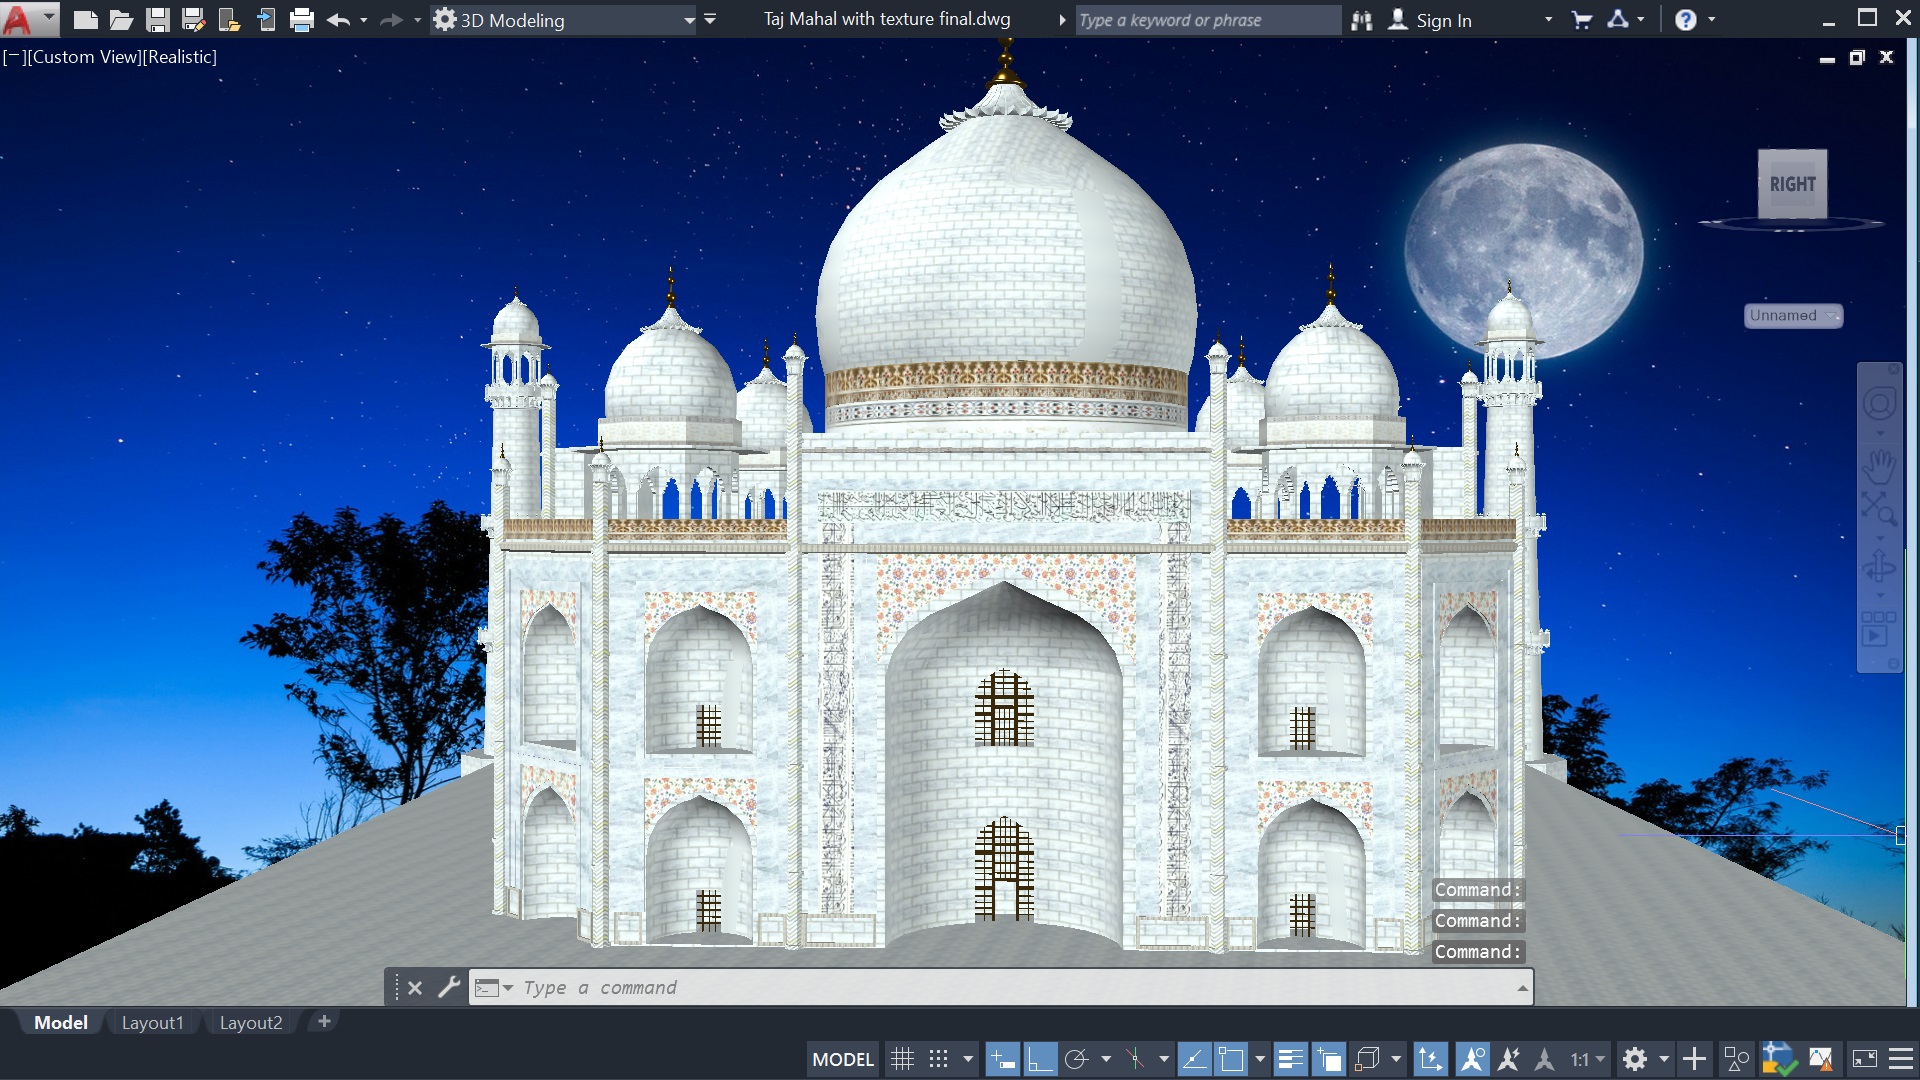 3D Modeling
Taj Mahal with texture final.dwg
Type a keyword or phrase
Sign In
[−][Custom View][Realistic]
RIGHT
Unnamed
Command:
Command:
Command:
Type a command
Model
Layout1
Layout2
MODEL
1:1